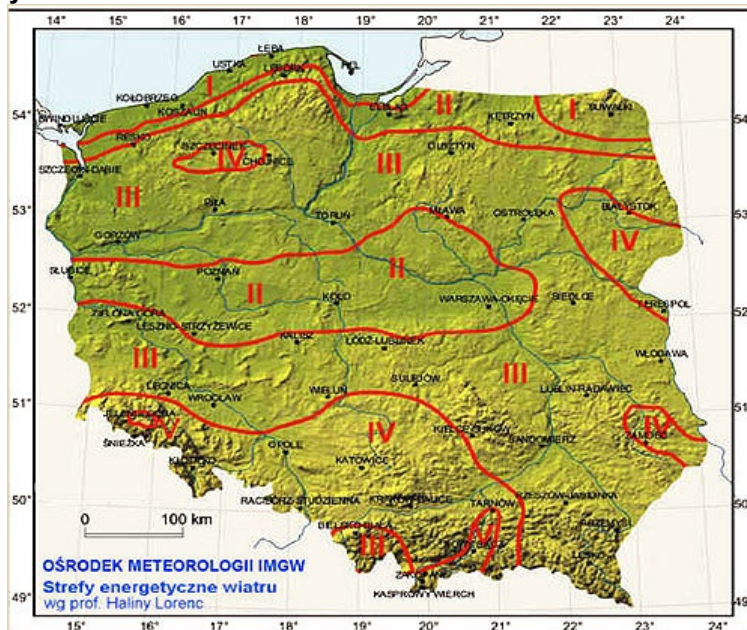 14° 15° 16° 17° 18° 19° 20° 21° 22° 23° 24°
ŁEBA
USTKA
LĘBORK
HEL
I
KOŁOBRZEG
KOSZALIN
ELBLĄG
II
I
SUWAŁKI
54°
ŚWINOUJŚCIE
KĘTRZYN
54
RESKO
SZCZECINEK
IV
CHOJNICE
OLSZTYN
III
SZCZECIN-DĄBIE
III
PIŁA
TORUŃ
MŁAWA
OSTROŁĘKA
BIAŁYSTOK
53°
53
GORZÓW
IV
SŁUBICE
POZNAŃ
II
II
KOŁO
WARSZAWA-OKĘCIE
SIEDLCE
TERESPOL
52°
52
ZIELONA GÓRA
LESZNO-STRZYŻEWICE
KALISZ
ŁÓDŹ-LUBLINEK
WŁODAWA
III
III
SULEJÓW
LEGNICA
WROCŁAW
WIELUŃ
LUBLIN-RADAWIEC
51°
51
JELENIA GÓRA
IV
ŚNIEŻKA
IV
KIELCE-SUKÓW
SANDOMIERZ
IV
ZAMOŚĆ
KŁODZKO
OPOLE
KATOWICE
50°
RACIBÓRZ-STUDZIENNA
KRAKÓW-BALICE
TARNÓW
RZESZÓW-JASIONKA
50
0 100 km
BIELSKO-BIAŁA
III
PRZEMYŚL
LESKO
OŚRODEK METEOROLOGII IMGW
Strefy energetyczne wiatru
wg prof. Haliny Lorenc
ZAKOPANE
KASPROWY WIERCH
49°
49
15° 16° 17° 18° 19° 20° 21° 22° 23°